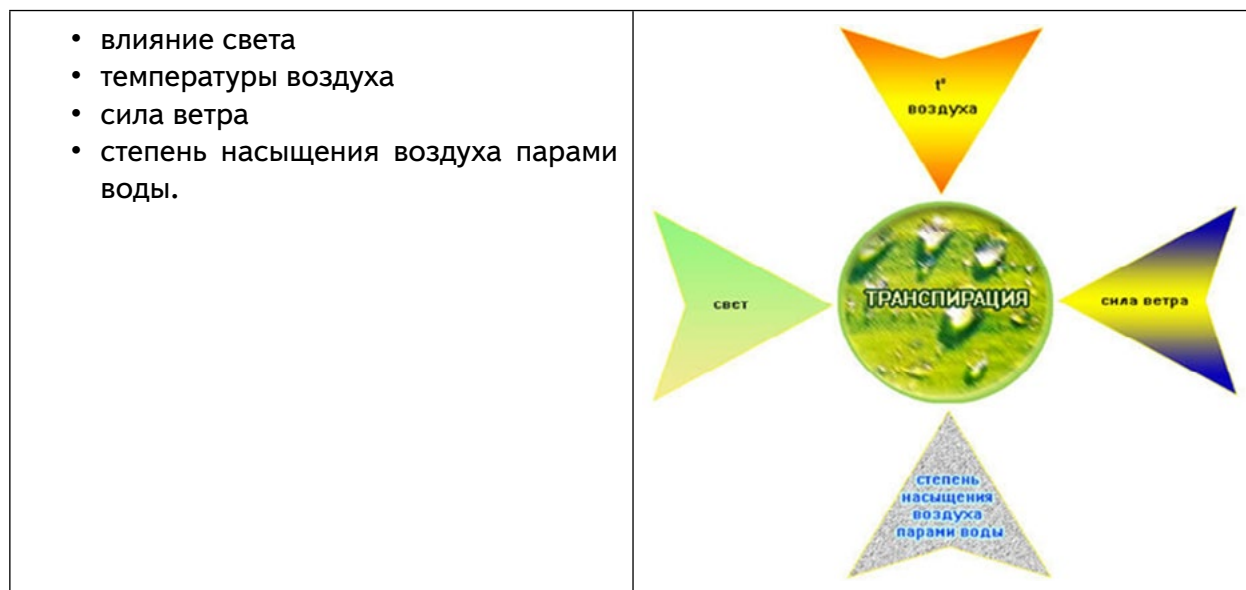 • влияние света
• температуры воздуха
• сила ветра
• степень насыщения воздуха парами
воды.
t°
воздуха
свет
ТРАНСПИРАЦИЯ
сила ветра
степень
насыщения
воздуха
парами воды